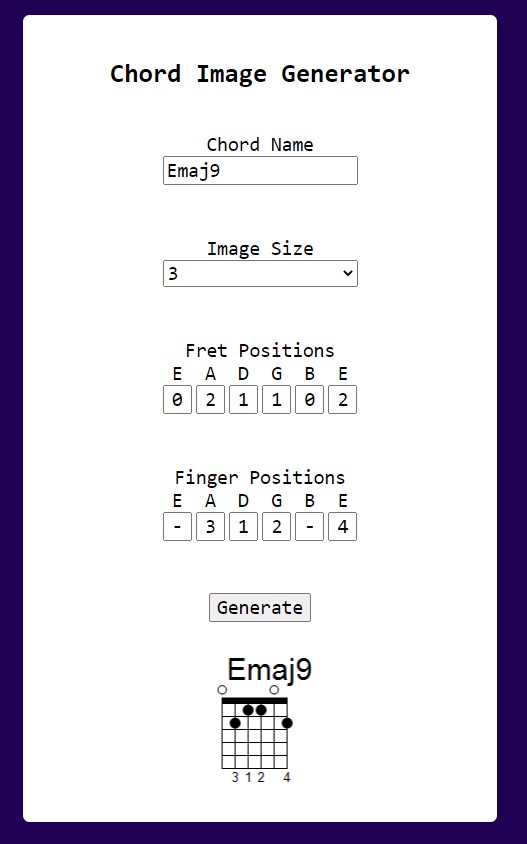 Chord Image Generator
Chord Name
Emaj9
Image Size
3
Fret Positions
E A D G B E
0 2 1 1 0 2
Finger Positions
E A D G B E
- 3 1 2 - 4
Generate
Emaj9
3 1 2 4